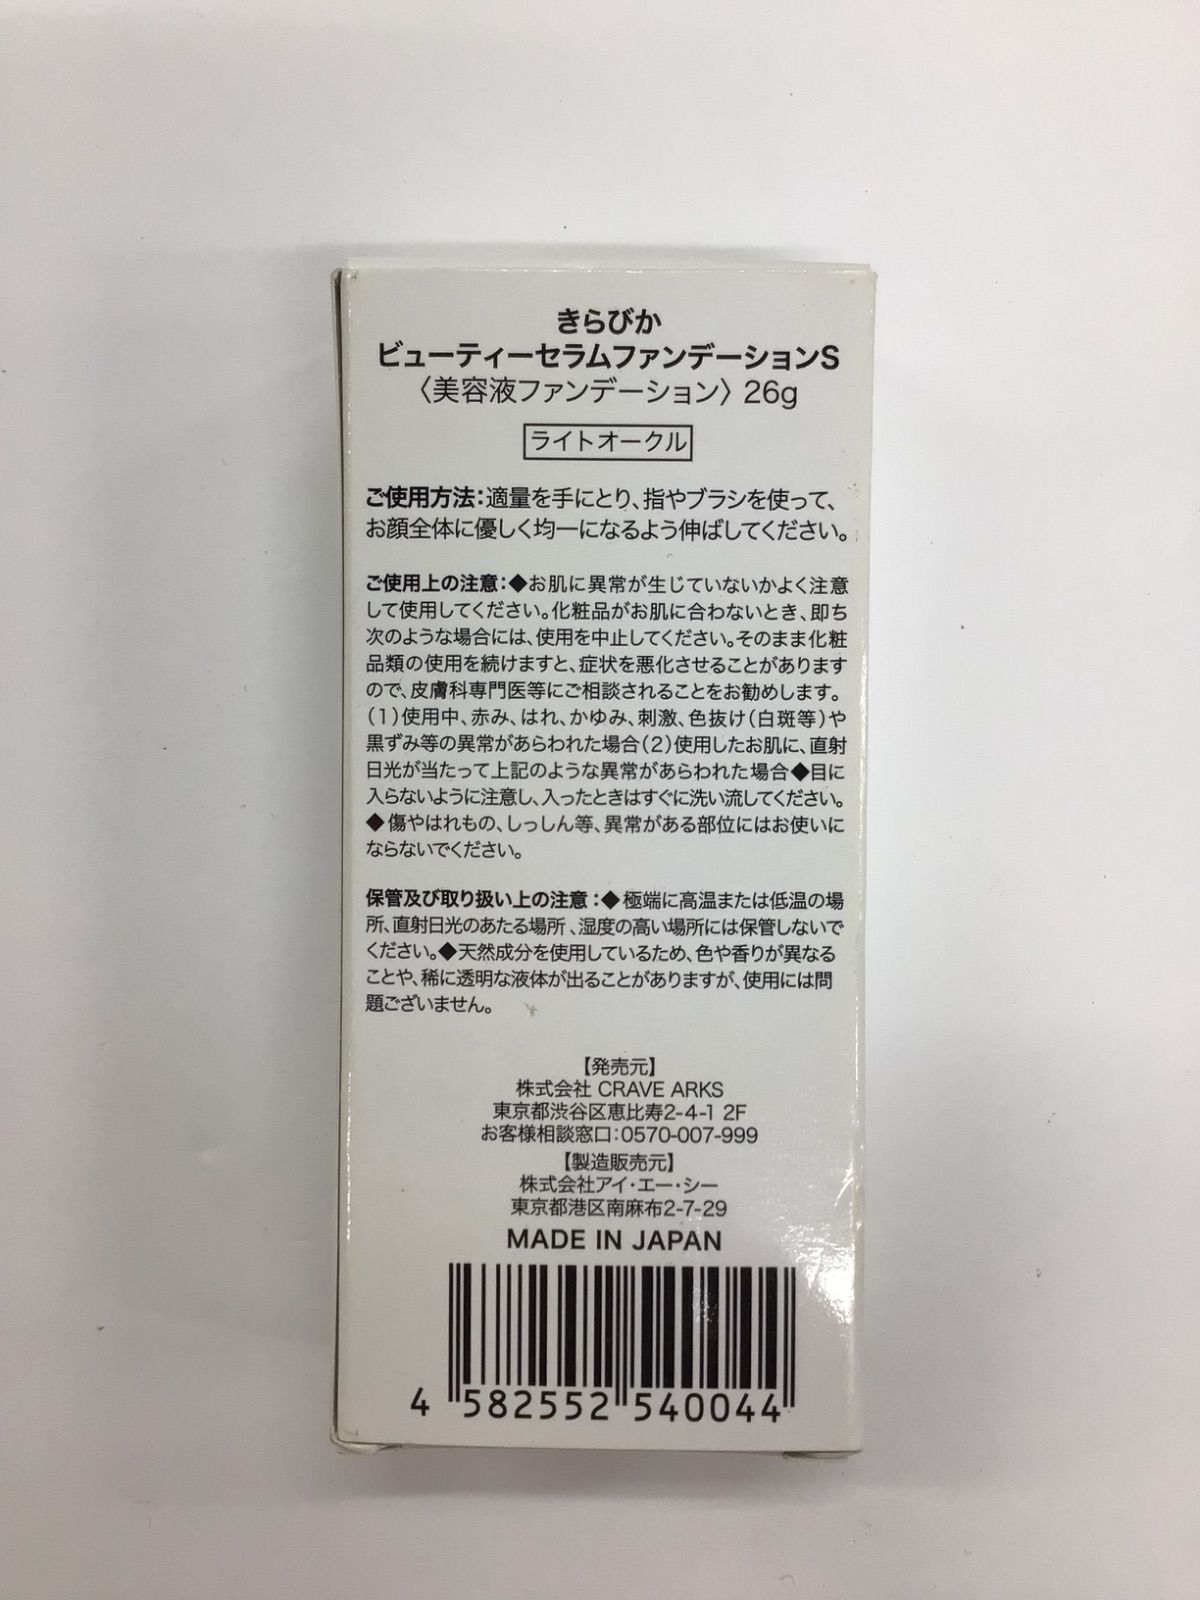 きらびか
ビューティーセラムファンデーションS
〈美容液ファンデーション〉26g
ライトオークル
ご使用方法：適量を手にとり、指やブラシを使って、
お顔全体に優しく均一になるよう伸ばしてください。
ご使用上の注意：◆お肌に異常が生じていないかよく注意
して使用してください。化粧品がお肌に合わないとき、即ち
次のような場合には、使用を中止してください。そのまま化粧
品類の使用を続けますと、症状を悪化させることがあります
ので、皮膚科専門医等にご相談されることをお勧めします。
（1）使用中、赤み、はれ、かゆみ、刺激、色抜け（白斑等）や
黒ずみ等の異常があらわれた場合（2）使用したお肌に、直射
日光が当たって上記のような異常があらわれた場合◆目に
入らないように注意し、入ったときはすぐに洗い流してください。
◆傷やはれもの、しっしん等、異常がある部位にはお使いに
ならないでください。
保管及び取り扱い上の注意：◆極端に高温または低温の場
所、直射日光のあたる場所、湿度の高い場所には保管しないで
ください。◆天然成分を使用しているため、色や香りが異なる
ことや、稀に透明な液体が出ることがありますが、使用には問
題ございません。
【発売元】
株式会社 CRAVE ARKS
東京都渋谷区恵比寿2-4-1 2F
お客様相談窓口：0570-007-999
【製造販売元】
株式会社アイ・エー・シー
東京都港区南麻布2-7-29
MADE IN JAPAN
4 582552 540044